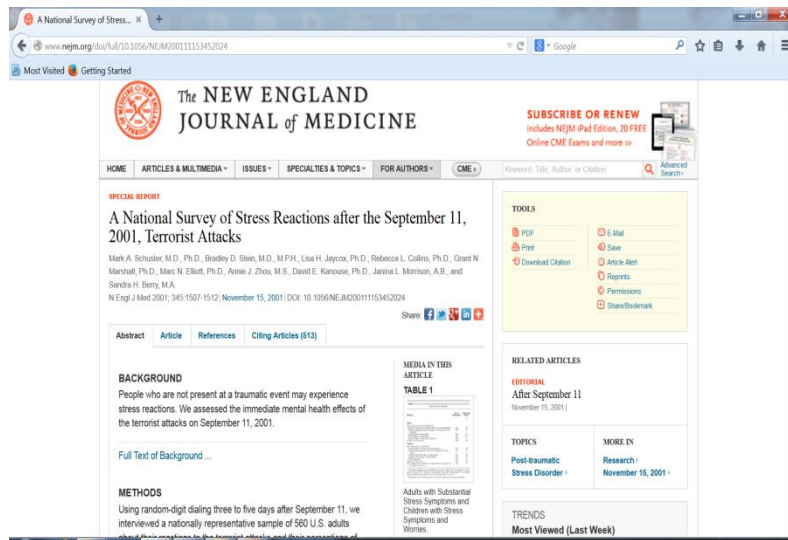 A National Survey of Stress... ×
www.nejm.org/doi/full/10.1056/NEJM200111153452024
Google
Most Visited Getting Started
The NEW ENGLAND
JOURNAL of MEDICINE
SUBSCRIBE OR RENEW
Includes NEJM iPad Edition, 20 FREE
Online CME Exams and more >>
HOME ARTICLES & MULTIMEDIA ISSUES SPECIALTIES & TOPICS FOR AUTHORS CME
Keyword, Title, Author, or Citation
Advanced
Search
SPECIAL REPORT
A National Survey of Stress Reactions after the September 11,
2001, Terrorist Attacks
Mark A. Schuster, M.D., Ph.D., Bradley D. Stein, M.D., M.P.H., Lisa H. Jaycox, Ph.D., Rebecca L. Collins, Ph.D., Grant N.
Marshall, Ph.D., Marc N. Elliott, Ph.D., Annie J. Zhou, M.S., David E. Kanouse, Ph.D., Janina L. Morrison, A.B., and
Sandra H. Berry, M.A.
N Engl J Med 2001; 345:1507-1512 | November 15, 2001 | DOI: 10.1056/NEJM200111153452024
Share:
Abstract Article References Citing Articles (513)
BACKGROUND
People who are not present at a traumatic event may experience
stress reactions. We assessed the immediate mental health effects of
the terrorist attacks on September 11, 2001.
Full Text of Background ...
METHODS
Using random-digit dialing three to five days after September 11, we
interviewed a nationally representative sample of 560 U.S. adults
about their reactions to the terrorist attacks and their perceptions of
MEDIA IN THIS
ARTICLE
TABLE 1
Adults with Substantial
Stress Symptoms and
Children with Stress
Symptoms and
Worries.
TOOLS
PDF
Print
Download Citation
E-Mail
Save
Article Alert
Reprints
Permissions
Share/Bookmark
RELATED ARTICLES
EDITORIAL
After September 11
November 15, 2001 |
TOPICS
Post-traumatic
Stress Disorder
MORE IN
Research
November 15, 2001
TRENDS
Most Viewed (Last Week)